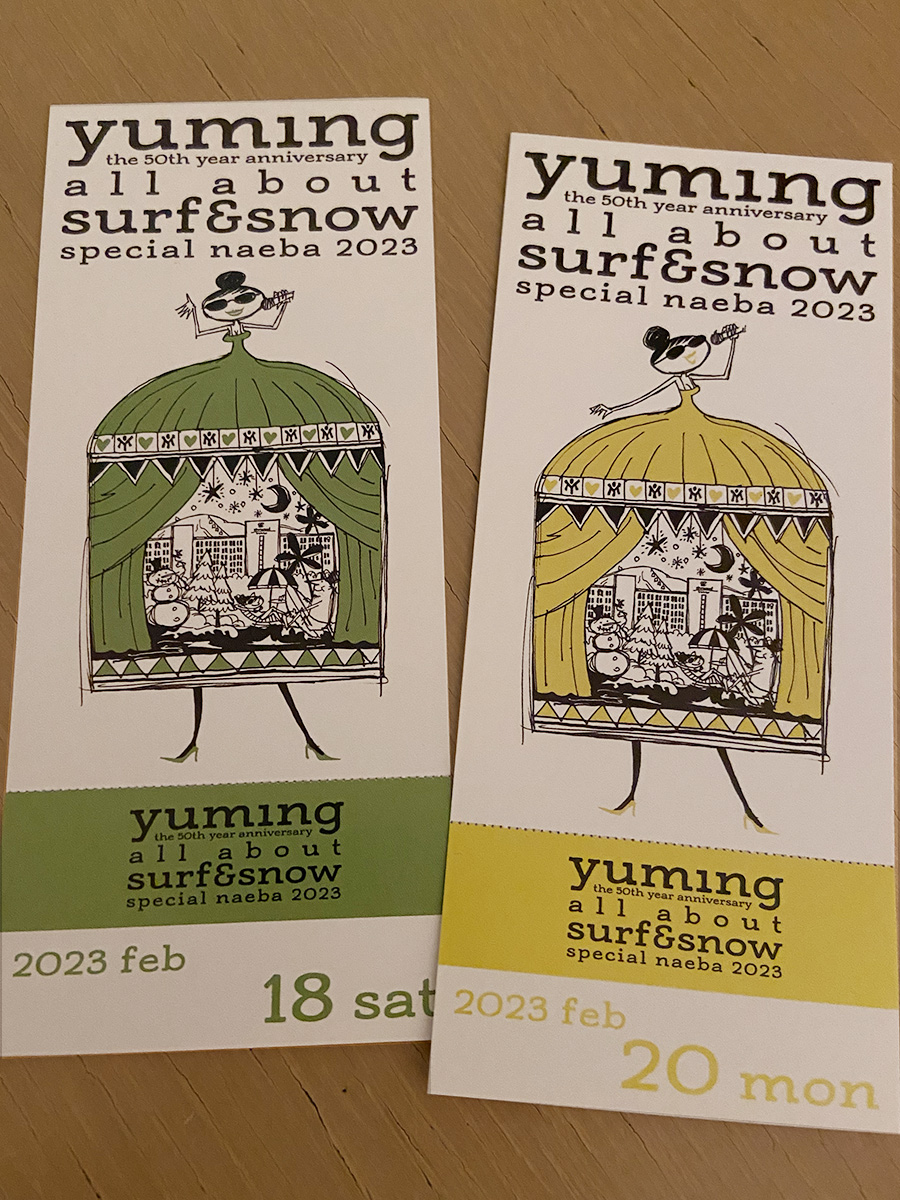 yuming
the 50th year anniversary
all about
surf&snow
special naeba 2023
yuming
the 50th year anniversary
all about
surf&snow
special naeba 2023
2023 feb
18 sat
yuming
the 50th year anniversary
all about
surf&snow
special naeba 2023
yuming
the 50th year anniversary
all about
surf&snow
special naeba 2023
2023 feb
20 mon